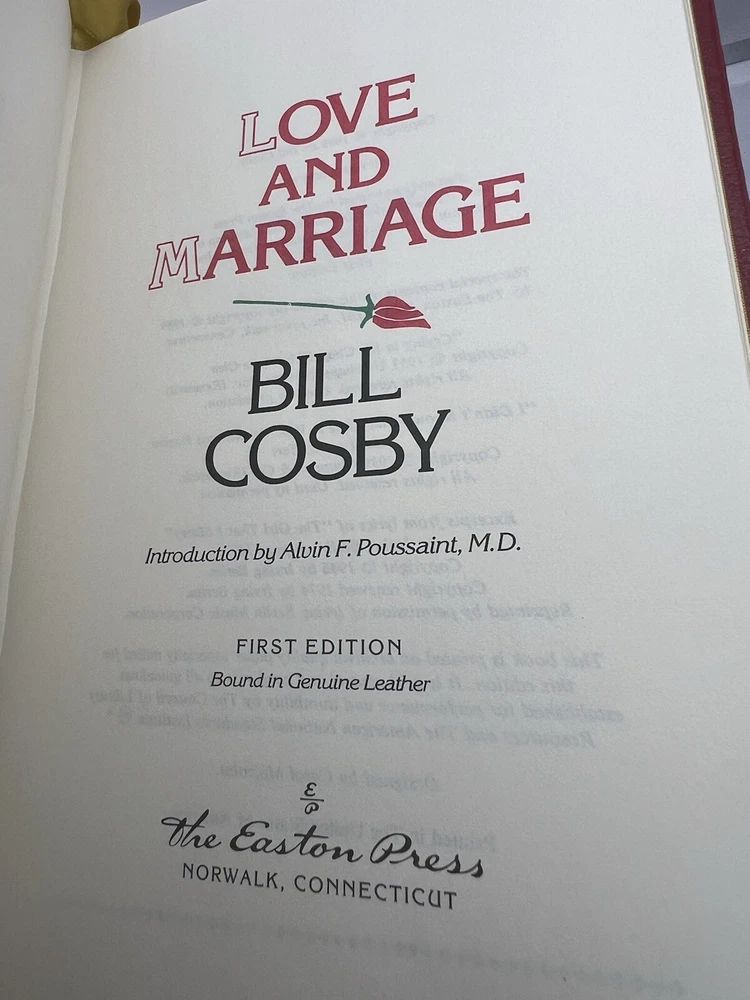 LOVE
AND
MARRIAGE
BILL
COSBY
Introduction by Alvin F. Poussaint, M.D.
FIRST EDITION
Bound in Genuine Leather
E
P
The Easton Press
NORWALK, CONNECTICUT